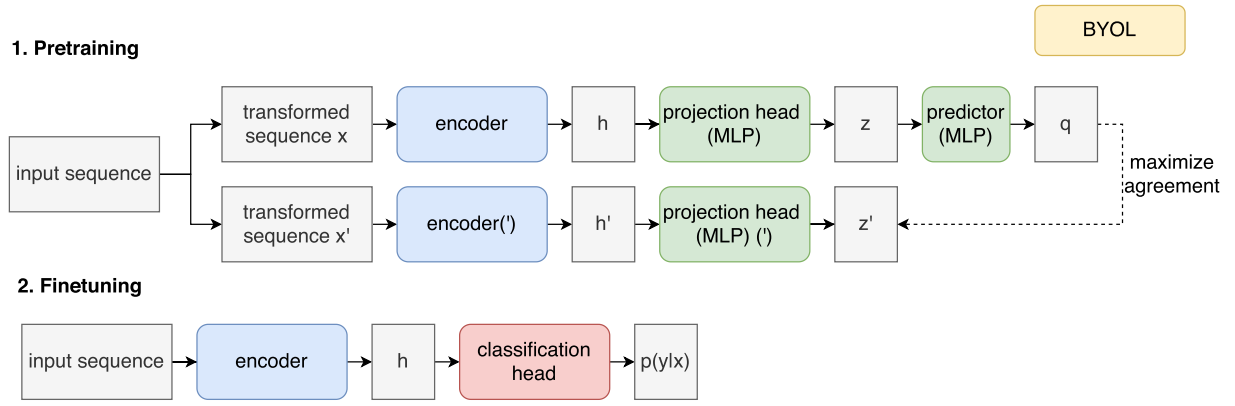 BYOL
1. Pretraining
input sequence
transformed
sequence x
encoder
h
projection head
(MLP)
z
predictor
(MLP)
q
maximize
agreement
transformed
sequence x'
encoder(')
h'
projection head
(MLP) (')
z'
2. Finetuning
input sequence
encoder
h
classification
head
p(y|x)